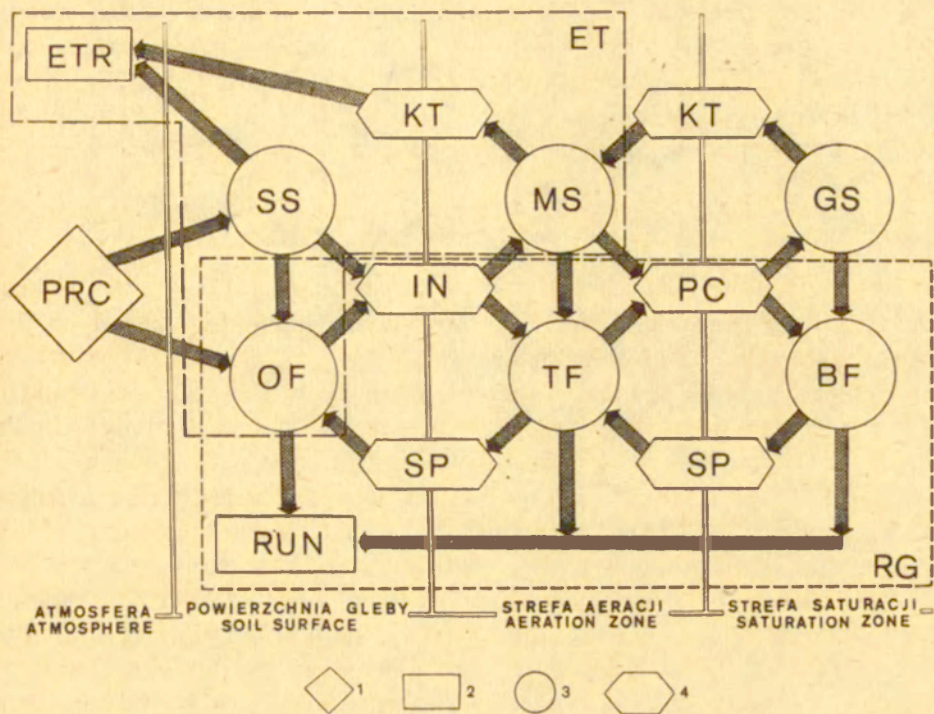 ETR
ET
KT
KT
SS
MS
GS
PRC
IN
PC
OF
TF
BF
SP
SP
RUN
RG
ATMOSFERA
ATMOSPHERE
POWIERZCHNIA GLEBY
SOIL SURFACE
STREFA AERACJI
AERATION ZONE
STREFA SATURACJI
SATURATION ZONE
1
2
3
4